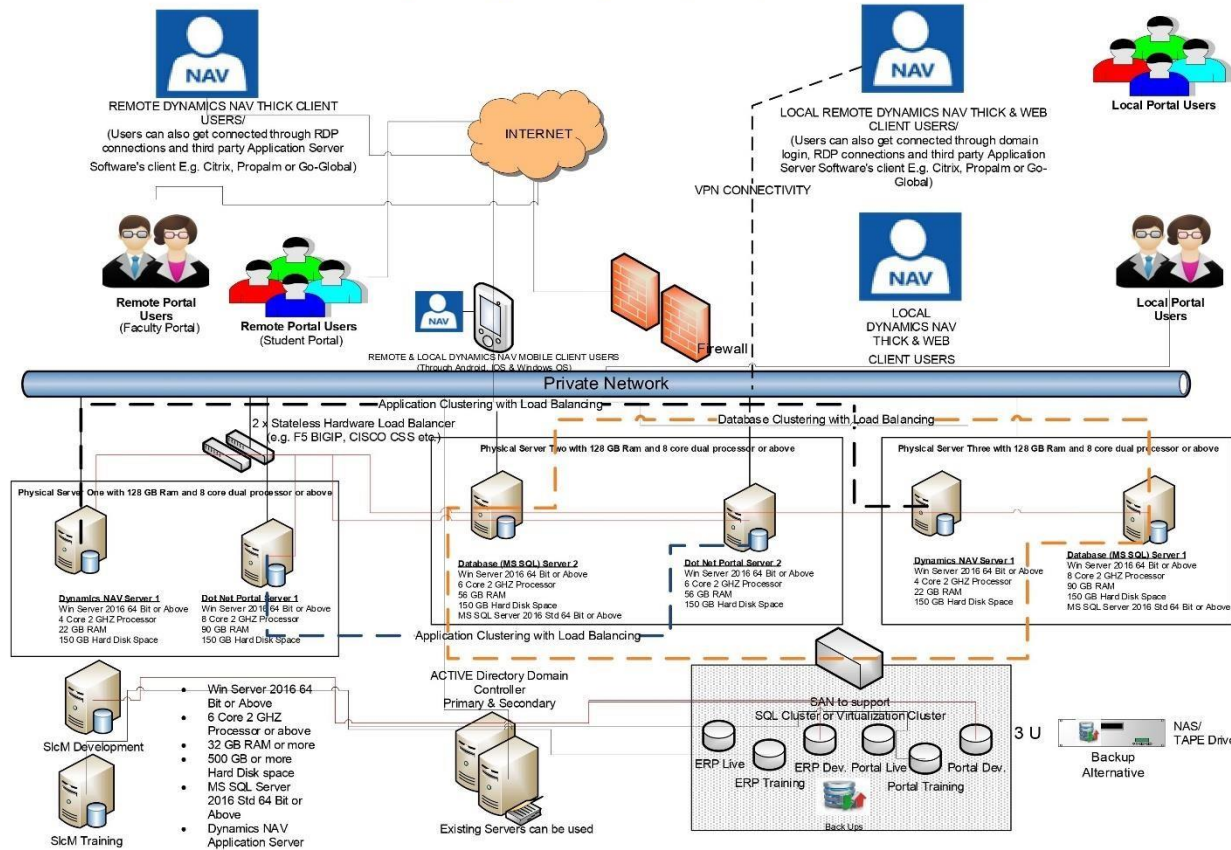 NAV
REMOTE DYNAMICS NAV THICK CLIENT
USERS/
(Users can also get connected through RDP
connections and third party Application Server
Software's client E.g. Citrix, Propalm or Go-Global)
INTERNET
NAV
LOCAL REMOTE DYNAMICS NAV THICK & WEB
CLIENT USERS/
(Users can also get connected through domain
login, RDP connections and third party Application
Server Software's client E.g. Citrix, Propalm or Go-
Global)
Local Portal Users
VPN CONNECTIVITY
Remote Portal
Users
(Faculty Portal)
Remote Portal Users
(Student Portal)
NAV
REMOTE & LOCAL DYNAMICS NAV MOBILE CLIENT USERS
(Through Android, IOS & Windows OS)
Firewall
NAV
LOCAL
DYNAMICS NAV
THICK & WEB
CLIENT USERS
Local Portal
Users
Private Network
Application Clustering with Load Balancing
Database Clustering with Load Balancing
2 x Stateless Hardware Load Balancer
(e.g. F5 BIGIP, CISCO CSS etc.)
Physical Server One with 128 GB Ram and 8 core dual processor or above
Dynamics NAV Server 1
Win Server 2016 64 Bit or Above
4 Core 2 GHZ Processor
22 GB RAM
150 GB Hard Disk Space
Dot Net Portal Server 1
Win Server 2016 64 Bit or Above
8 Core 2 GHZ Processor
90 GB RAM
150 GB Hard Disk Space
Physical Server Two with 128 GB Ram and 8 core dual processor or above
Database (MS SQL) Server 2
Win Server 2016 64 Bit or Above
6 Core 2 GHZ Processor
56 GB RAM
150 GB Hard Disk Space
MS SQL Server 2016 Std 64 Bit or Above
Dot Net Portal Server 2
Win Server 2016 64 Bit or Above
6 Core 2 GHZ Processor
56 GB RAM
150 GB Hard Disk Space
Physical Server Three with 128 GB Ram and 8 core dual processor or above
Dynamics NAV Server 1
Win Server 2016 64 Bit or Above
4 Core 2 GHZ Processor
22 GB RAM
150 GB Hard Disk Space
Database (MS SQL) Server 1
Win Server 2016 64 Bit or Above
8 Core 2 GHZ Processor
90 GB RAM
150 GB Hard Disk Space
MS SQL Server 2016 Std 64 Bit or Above
Application Clustering with Load Balancing
SlcM Development
SlcM Training
• Win Server 2016 64
Bit or Above
• 6 Core 2 GHZ
Processor or above
• 32 GB RAM or more
• 500 GB or more
Hard Disk space
• MS SQL Server
2016 Std 64 Bit or
Above
• Dynamics NAV
Application Server
ACTIVE Directory Domain
Controller
Primary & Secondary
Existing Servers can be used
SAN to support
SQL Cluster or Virtualization Cluster
ERP Live
ERP Training
ERP Dev.
Portal Live
Portal Training
Portal Dev.
Back Ups
3 U
NAS/
TAPE Drive
Backup
Alternative